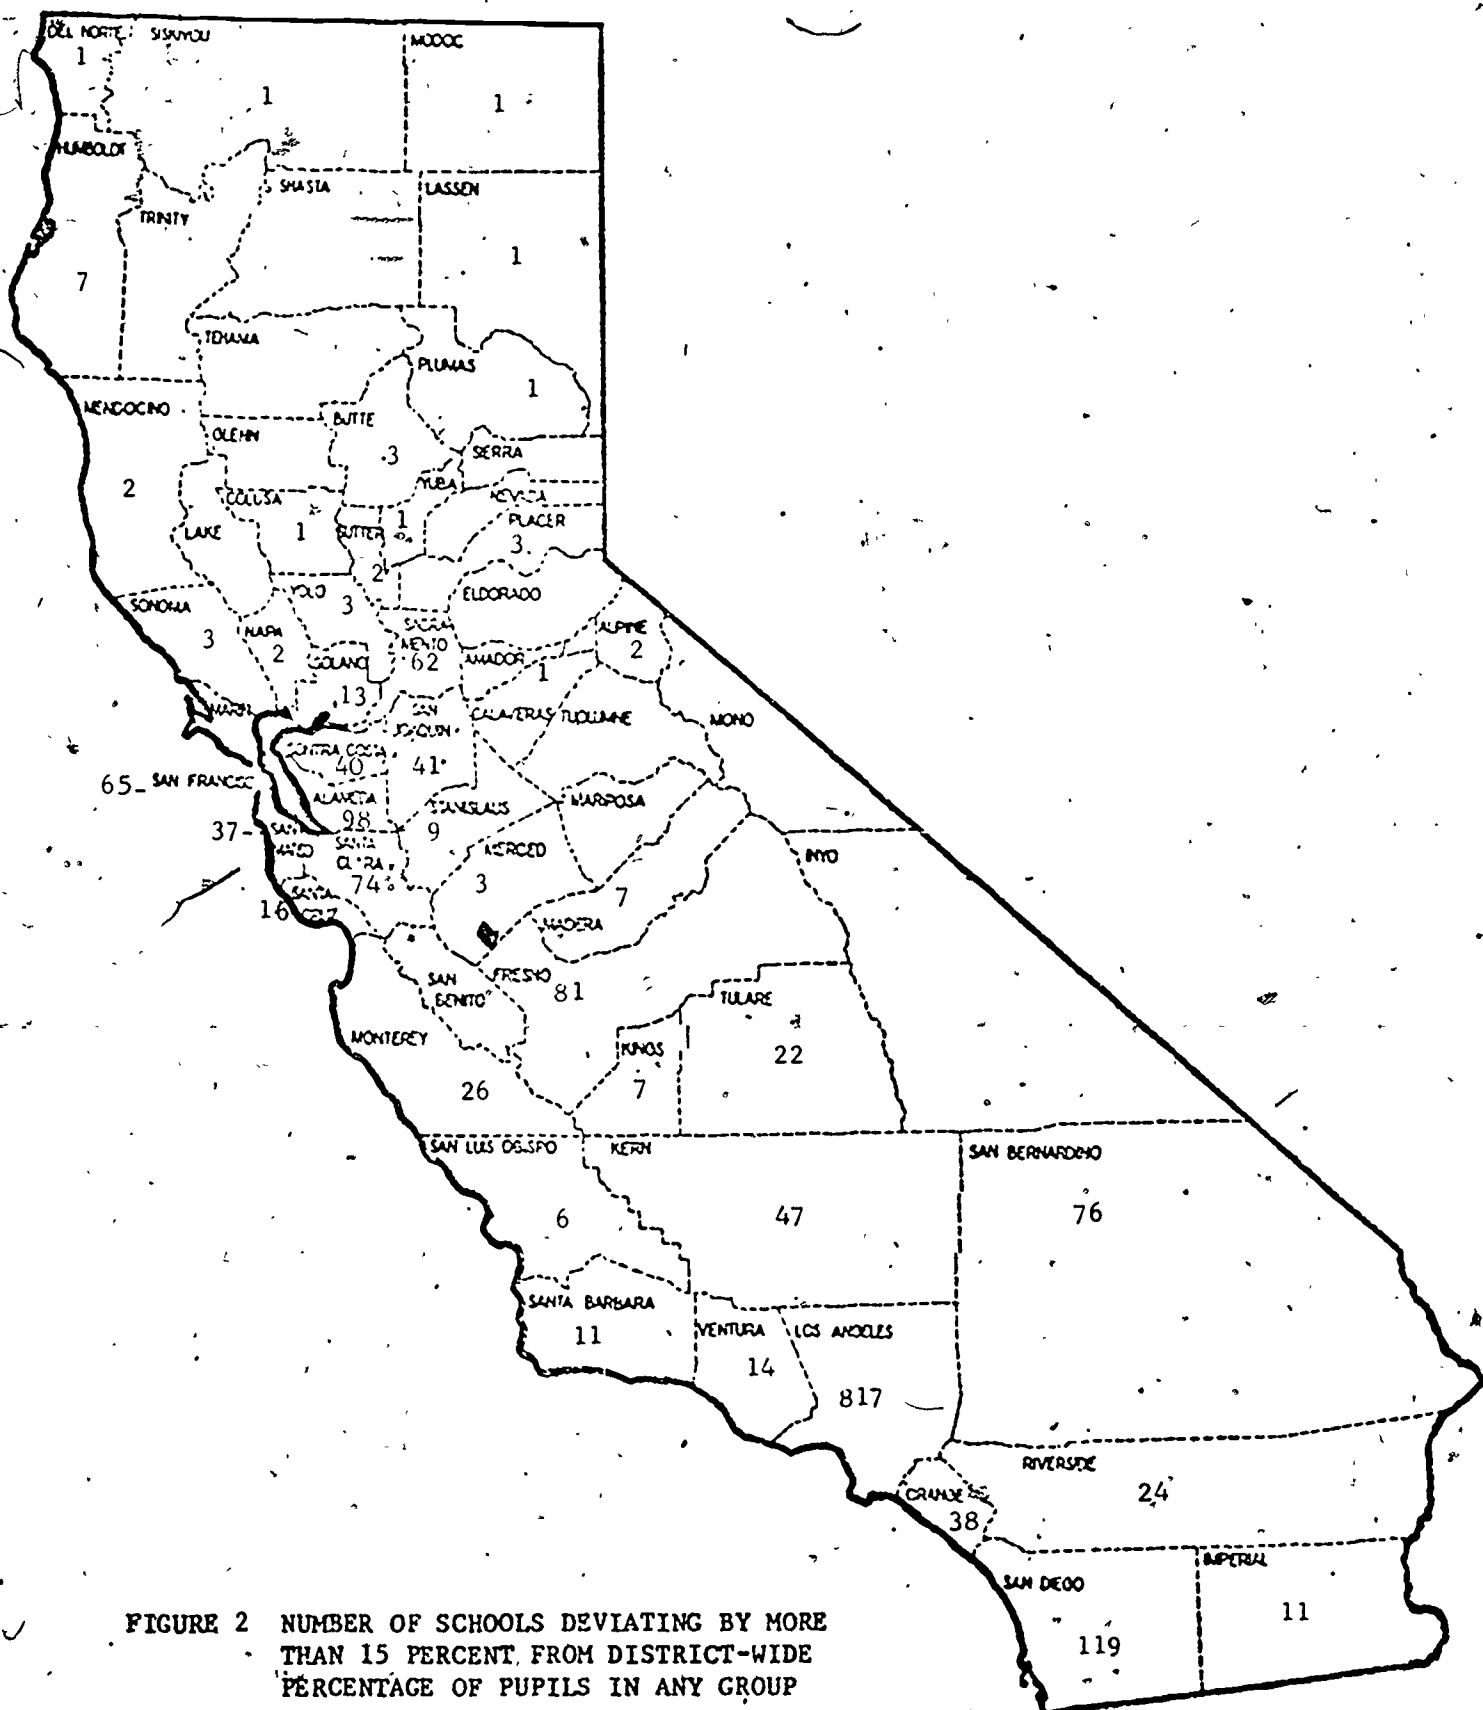 DEL NORTE
SISKIYOU
MODOC
1
1
1
HUMBOLDT
SHASTA
LASSEN
TRINITY
1
7
TEHAMA
PLUMAS
1
MENDOCINO
BUTTE
GLENN
3
SERRA
2
YUBA
NEVADA
COLUSA
1
PLACER
LAKE
1
SUTTER
3
2
YOLO
ELDORADO
SONOMA
3
3
NAPA
2
SACRA
MENTO
62
ALPINE
2
SOLANO
AMADOR
1
13
MARIN
SAN
JOAQUIN
41
CALAVERAS
TUOLUMNE
MONO
CONTRA COSTA
40
65
SAN FRANCISC
ALAMEDA
98
STANISLAUS
9
MARIPOSA
37
SAN
MATEO
SANTA
CLARA
74
MERCED
3
INYO
7
16
SANTA
CRUZ
MADERA
SAN
BENITO
FRESNO
81
TULARE
22
MONTEREY
26
KINGS
7
SAN LUIS OBISPO
KERN
SAN BERNARDINO
6
47
76
SANTA BARBARA
11
VENTURA
14
LOS ANGELES
817
RIVERSIDE
24
ORANGE
38
SAN DIEGO
119
IMPERIAL
11
FIGURE 2 NUMBER OF SCHOOLS DEVIATING BY MORE
THAN 15 PERCENT FROM DISTRICT-WIDE
PERCENTAGE OF PUPILS IN ANY GROUP